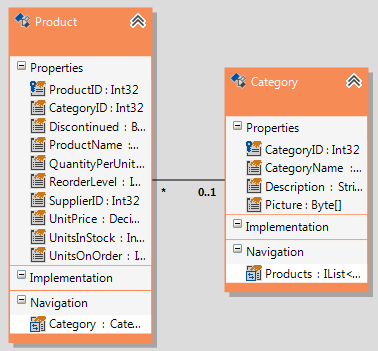 Product
Properties
ProductID : Int32
CategoryID : Int32
Discontinued : B...
ProductName :...
QuantityPerUnit...
ReorderLevel : I...
SupplierID : Int32
UnitPrice : Deci...
UnitsInStock : In...
UnitsOnOrder : I...
Implementation
Navigation
Category : Cate...
* 0..1
Category
Properties
CategoryID : Int32
CategoryName :...
Description : Stri...
Picture : Byte[]
Implementation
Navigation
Products : IList<...